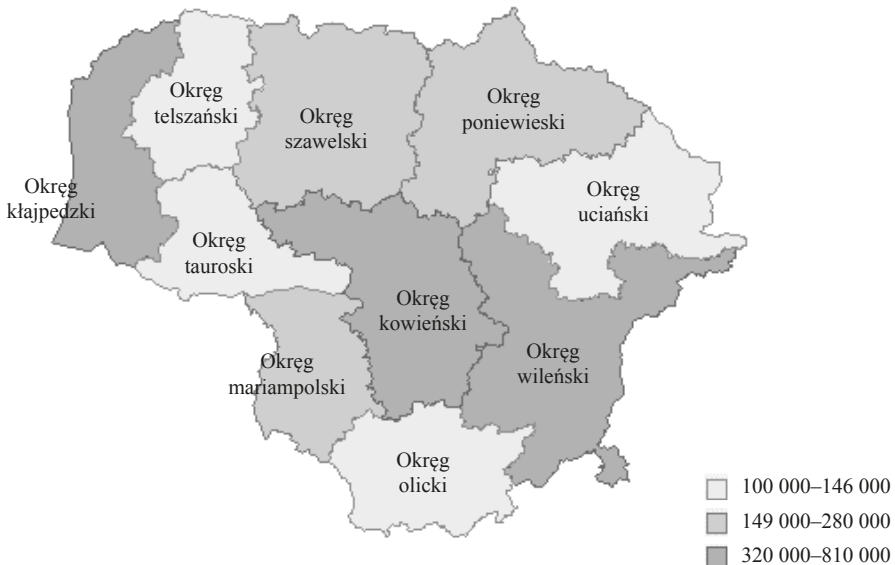 Okręg
telszański
Okręg
szawelski
Okręg
poniewieski
Okręg
kłajpedzki
Okręg
uciański
Okręg
tauroski
Okręg
kowieński
Okręg
wileński
Okręg
mariampolski
Okręg
olicki
100 000–146 000
149 000–280 000
320 000–810 000